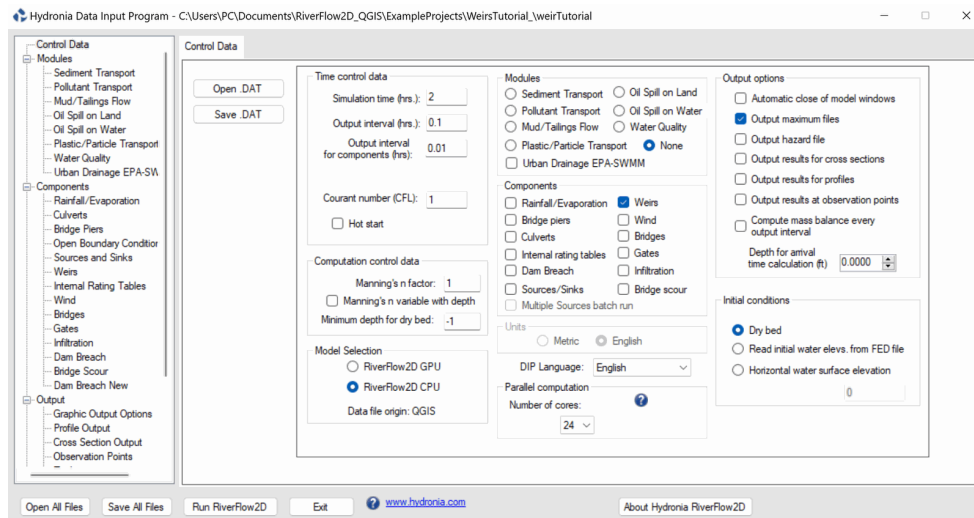 Hydronia Data Input Program - C:\Users\PC\Documents\RiverFlow2D_QGIS\ExampleProjects\WeirsTutorial_\weirTutorial
Control Data
Modules
Sediment Transport
Pollutant Transport
Mud/Tailings Flow
Oil Spill on Land
Oil Spill on Water
Plastic/Particle Transport
Water Quality
Urban Drainage EPA-SW
Components
Rainfall/Evaporation
Culverts
Bridge Piers
Open Boundary Condition
Sources and Sinks
Weirs
Internal Rating Tables
Wind
Bridges
Gates
Infiltration
Dam Breach
Bridge Scour
Dam Breach New
Output
Graphic Output Options
Profile Output
Cross Section Output
Observation Points
Control Data
Open .DAT
Save .DAT
Time control data
Simulation time (hrs.): 2
Output interval (hrs.): 0.1
Output interval
for components (hrs): 0.01
Courant number (CFL): 1
Hot start
Computation control data
Manning's n factor: 1
Manning's n variable with depth
Minimum depth for dry bed: -1
Model Selection
RiverFlow2D GPU
RiverFlow2D CPU
Data file origin: QGIS
Modules
Sediment Transport Oil Spill on Land
Pollutant Transport Oil Spill on Water
Mud/Tailings Flow Water Quality
Plastic/Particle Transport None
Urban Drainage EPA-SWMM
Components
Rainfall/Evaporation Weirs
Bridge piers Wind
Culverts Bridges
Internal rating tables Gates
Dam Breach Infiltration
Sources/Sinks Bridge scour
Multiple Sources batch run
Units
Metric English
DIP Language: English
Parallel computation
Number of cores:
24
Output options
Automatic close of model windows
Output maximum files
Output hazard file
Output results for cross sections
Output results for profiles
Output results at observation points
Compute mass balance every
output interval
Depth for arrival
time calculation (ft) 0.0000
Initial conditions
Dry bed
Read initial water elevs. from FED file
Horizontal water surface elevation
0
Open All Files Save All Files Run RiverFlow2D Exit ? www.hydronia.com About Hydronia RiverFlow2D